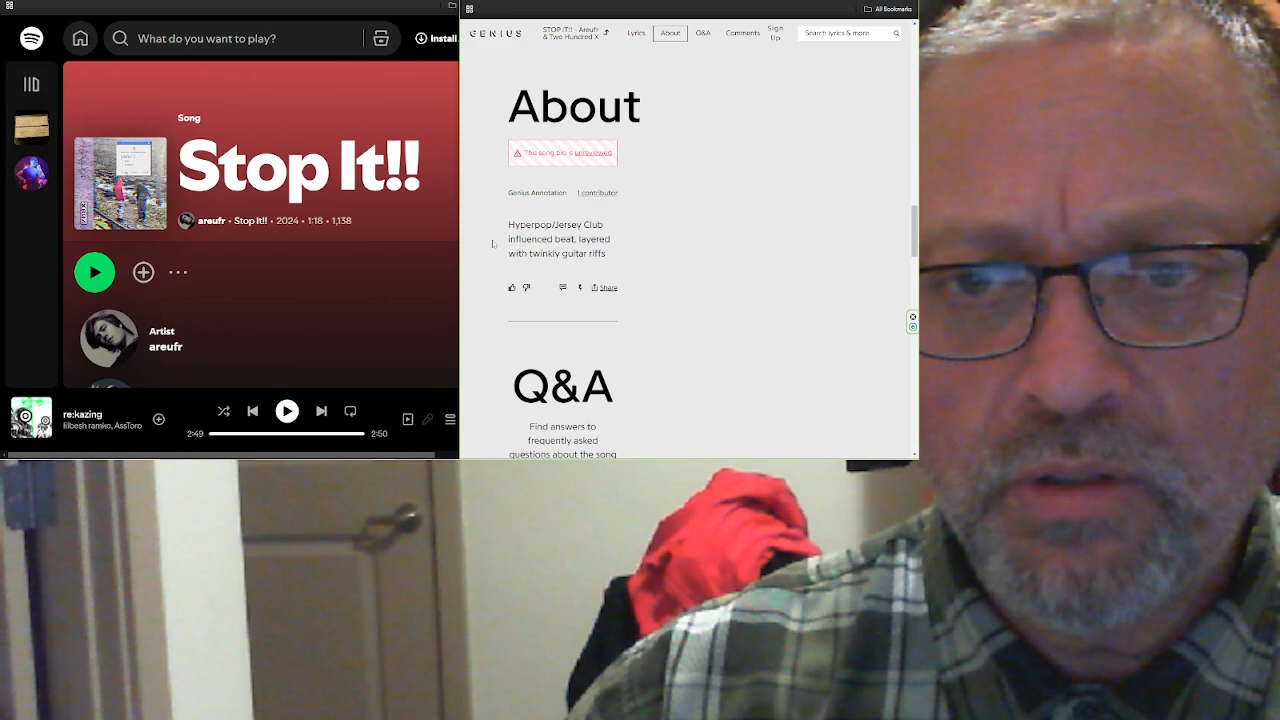 What do you want to play?
Install
Song
Stop It!!
areufr • Stop It!! • 2024 • 1:18 • 1,138
Artist
areufr
re:kazing
lilbesh ramko, AssToro
2:49
2:50
All Bookmarks
GENIUS
STOP IT!! - Areufr
& Two Hundred X
Lyrics
About
Q&A
Comments
Sign
Up
Search lyrics & more
About
This song bio is unreviewed
Genius Annotation
1 contributor
Hyperpop/Jersey Club
influenced beat, layered
with twinkly guitar riffs
Share
Q&A
Find answers to
frequently asked
questions about the song